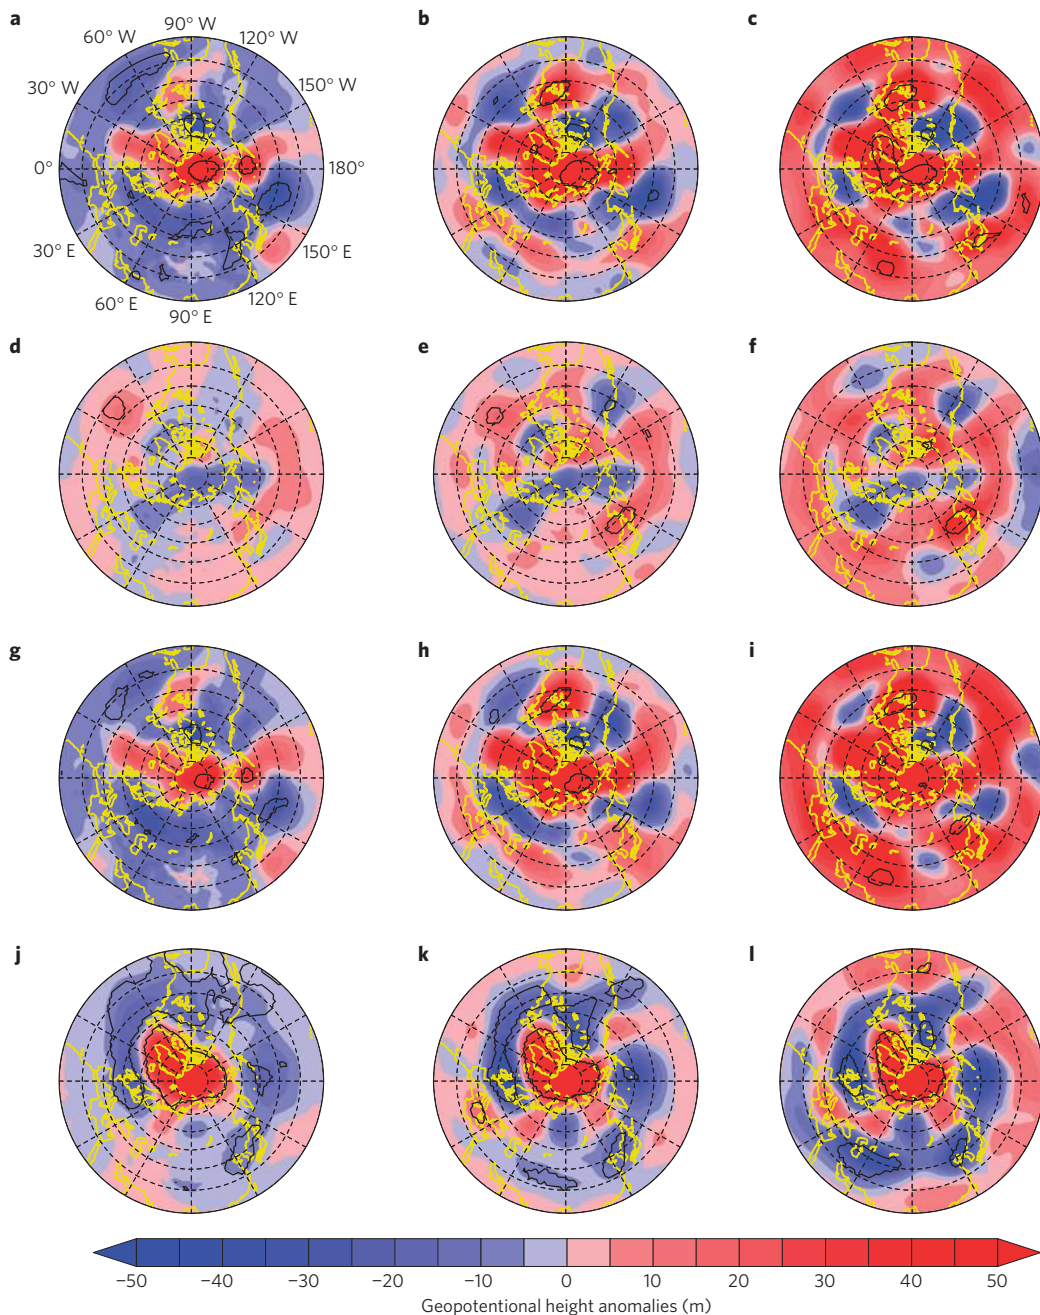 a
b
c
90° W
60° W
120° W
30° W
150° W
0°
180°
30° E
150° E
60° E
120° E
90° E
d
e
f
g
h
i
j
k
l
−50 −40 −30 −20 −10 0 10 20 30 40 50
Geopotentional height anomalies (m)